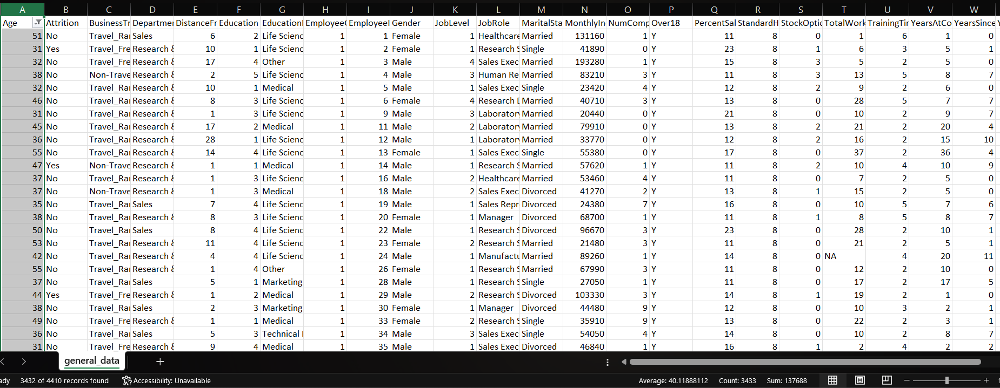 A B C D E F G H I J K L M N O P Q R S T U V W
Age Attrition BusinessTr Departmer DistanceFr Education EducationI EmployeeC EmployeeI Gender JobLevel JobRole MaritalSta MonthlyIn NumComp Over18 PercentSal StandardH StockOptic TotalWork TrainingTir YearsAtCo YearsSince Y
51 No Travel_Rar Sales 6 2 Life Scienc 1 1 Female 1 Healthcare Married 131160 1 Y 11 8 0 1 6 1 0
31 Yes Travel_Fre Research & 10 1 Life Scienc 1 2 Female 1 Research S Single 41890 0 Y 23 8 1 6 3 5 1
32 No Travel_Fre Research & 17 4 Other 1 3 Male 4 Sales Exec Married 193280 1 Y 15 8 3 5 2 5 0
38 No Non-Trave Research & 2 5 Life Scienc 1 4 Male 3 Human Re Married 83210 3 Y 11 8 3 13 5 8 7
32 No Travel_Rar Research & 10 1 Medical 1 5 Male 1 Sales Exec Single 23420 4 Y 12 8 2 9 2 6 0
46 No Travel_Rar Research & 8 3 Life Scienc 1 6 Female 4 Research D Married 40710 3 Y 13 8 0 28 5 7 7
31 No Travel_Rar Research & 1 3 Life Scienc 1 9 Male 3 Laboratory Married 20440 0 Y 21 8 0 10 2 9 7
45 No Travel_Rar Research & 17 2 Medical 1 11 Male 2 Laboratory Married 79910 0 Y 13 8 2 21 2 20 4
36 No Travel_Rar Research & 28 1 Life Scienc 1 12 Male 1 Laboratory Married 33770 0 Y 12 8 2 16 2 15 10
55 No Travel_Rar Research & 14 4 Life Scienc 1 13 Female 1 Sales Exec Single 55380 0 Y 17 8 0 37 2 36 4
47 Yes Non-Trave Research & 1 1 Medical 1 14 Male 1 Research S Married 57620 1 Y 11 8 2 10 4 10 9
37 No Travel_Rar Research & 1 3 Life Scienc 1 16 Male 2 Healthcare Married 53460 4 Y 11 8 0 7 2 5 0
37 No Non-Trave Research & 1 3 Medical 1 18 Male 2 Sales Exec Divorced 41270 2 Y 13 8 1 15 2 5 0
35 No Travel_Rar Sales 7 4 Life Scienc 1 19 Male 1 Sales Repr Divorced 24380 7 Y 16 8 0 10 5 7 6
38 No Travel_Rar Research & 8 3 Life Scienc 1 20 Female 1 Manager Divorced 68700 1 Y 11 8 1 8 5 8 7
50 No Travel_Rar Sales 8 4 Life Scienc 1 22 Male 1 Research S Divorced 96670 3 Y 23 8 0 28 2 10 1
53 No Travel_Rar Research & 11 4 Life Scienc 1 23 Female 2 Research S Married 21480 3 Y 11 8 0 21 2 5 1
42 No Travel_Rar Research & 4 4 Life Scienc 1 24 Male 1 Manufactu Married 89260 1 Y 14 8 0 NA 4 20 11
55 No Travel_Rar Research & 1 4 Other 1 26 Female 1 Research S Married 67990 3 Y 11 8 0 12 2 10 0
37 No Travel_Rar Sales 5 1 Marketing 1 28 Male 1 Research S Single 27050 1 Y 11 8 0 17 2 17 5
44 Yes Travel_Fre Research & 1 2 Medical 1 29 Male 2 Research S Divorced 103330 3 Y 14 8 1 19 2 1 0
38 No Travel_Rar Sales 2 3 Marketing 1 30 Female 1 Manager Divorced 44480 9 Y 12 8 0 10 3 2 1
49 No Travel_Fre Research & 1 1 Medical 1 33 Female 2 Research S Single 35910 9 Y 13 8 0 22 2 3 1
36 No Travel_Rar Sales 5 3 Technical I 1 34 Male 3 Sales Exec Single 54050 4 Y 14 8 0 10 2 8 7
31 No Travel_Fre Research & 9 4 Medical 1 35 Male 1 Sales Exec Divorced 46840 1 Y 16 8 1 2 4 2 2
general_data
ady 3432 of 4410 records found Accessibility: Unavailable Average: 40.11888112 Count: 3433 Sum: 137688